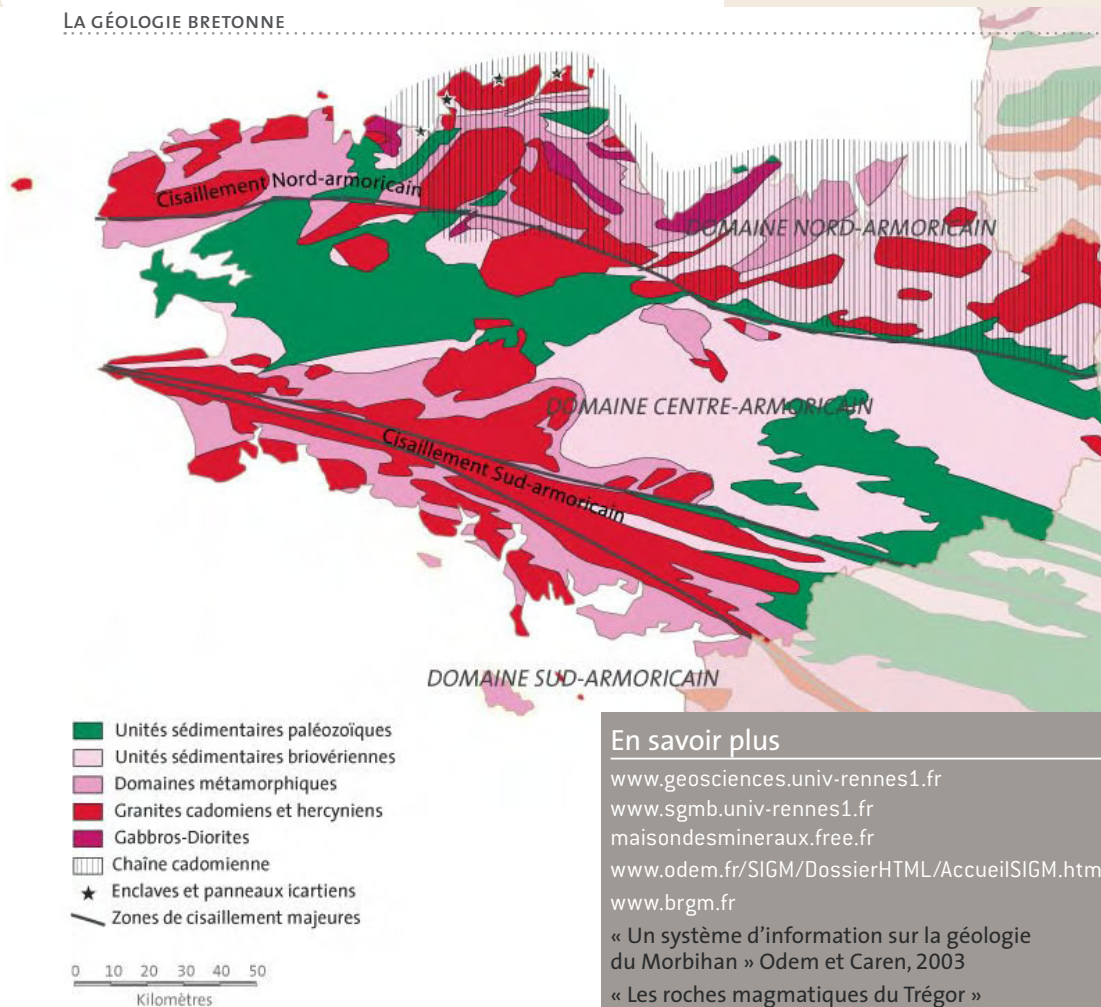 La géologie bretonne
Cisaillement Nord-armoricain
DOMAINE NORD-ARMORICAIN
DOMAINE CENTRE-ARMORICAIN
Cisaillement Sud-armoricain
DOMAINE SUD-ARMORICAIN
Unités sédimentaires paléozoïques
Unités sédimentaires briovériennes
Domaines métamorphiques
Granites cadomiens et hercyniens
Gabbros-Diorites
Chaîne cadomienne
Enclaves et panneaux icartiens
Zones de cisaillement majeures
0 10 20 30 40 50
Kilomètres
En savoir plus
www.geosciences.univ-rennes1.fr
www.sgmb.univ-rennes1.fr
maisondesmineraux.free.fr
www.odem.fr/SIGM/DossierHTML/AccueilSIGM.htm
www.brgm.fr
« Un système d'information sur la géologie
du Morbihan » Odem et Caren, 2003
« Les roches magmatiques du Trégor »